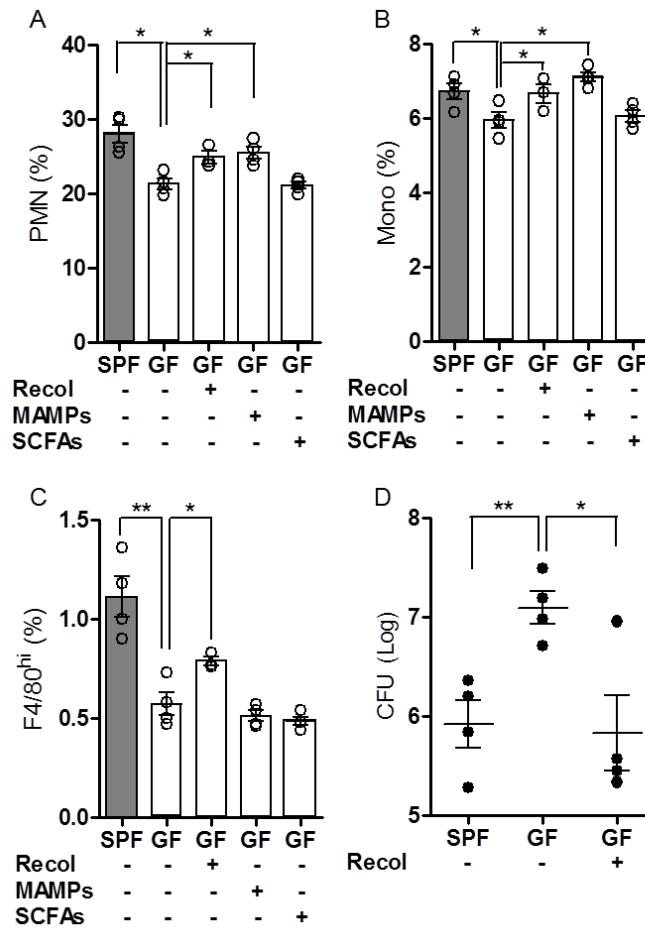 A
* *
*
PMN (%)
40
30
20
10
0
SPF GF GF GF GF
Recol - - + - -
MAMPs - - - + -
SCFAs - - - - +
B
* *
*
Mono (%)
8
6
4
2
0
SPF GF GF GF GF
Recol - - + - -
MAMPs - - - + -
SCFAs - - - - +
C
** *
F4/80hi (%)
1.5
1.0
0.5
0.0
SPF GF GF GF GF
Recol - - + - -
MAMPs - - - + -
SCFAs - - - - +
D
** *
CFU (Log)
8
7
6
5
SPF GF GF
Recol - - +